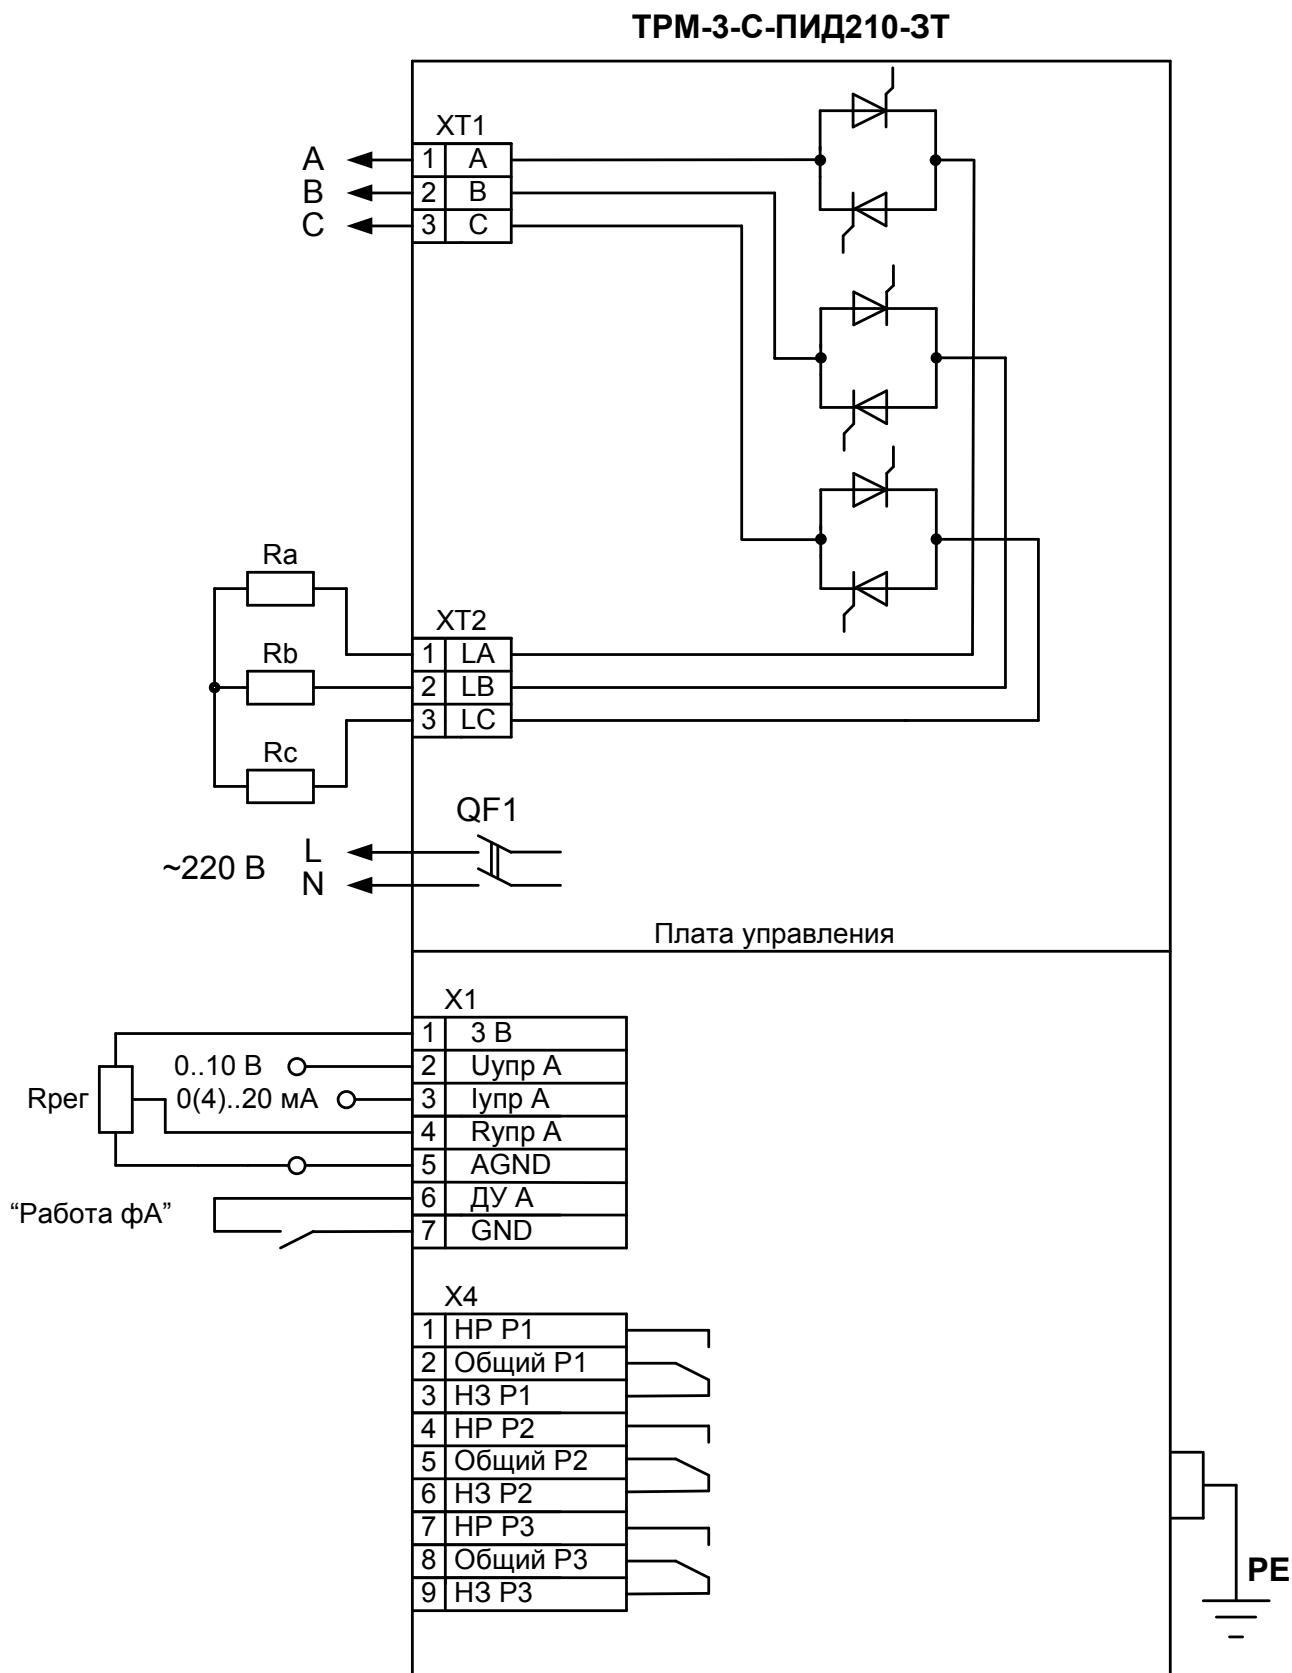 ТРМ-3-С-ПИД210-3Т
XT1
A 1 A
B 2 B
C 3 C
Ra
XT2
1 LA
Rb
2 LB
3 LC
Rc
QF1
~220 В
L
N
Плата управления
X1
1 3 В
0..10 В 2 Uупр А
Rрег 0(4)..20 мА 3 Iупр А
4 Rупр А
5 AGND
"Работа фА" 6 ДУ А
7 GND
X4
1 НР Р1
2 Общий Р1
3 НЗ Р1
4 НР Р2
5 Общий Р2
6 НЗ Р2
7 НР Р3
8 Общий Р3
9 НЗ Р3
PE